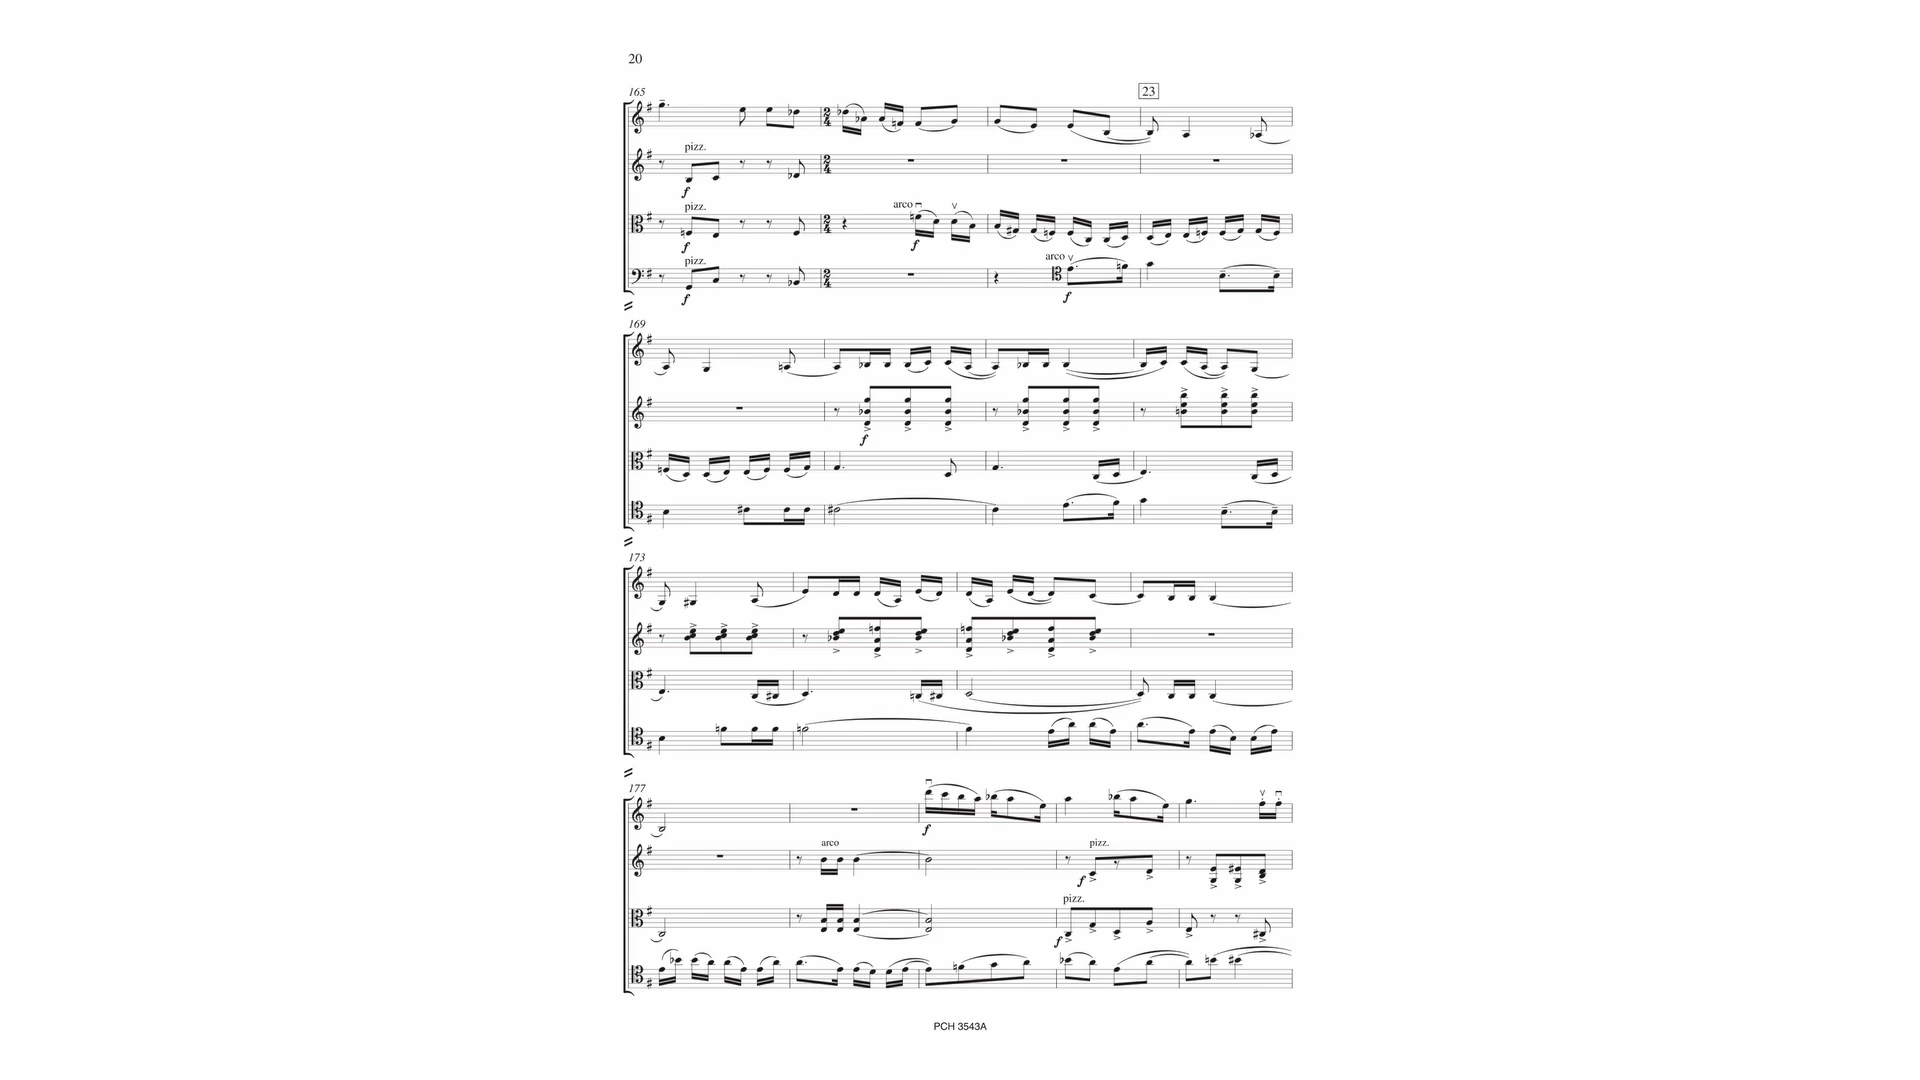 20
165
23
pizz.
f
pizz.
arco
f
f
pizz.
arco
f
f
169
f
173
177
f
arco
pizz.
f
pizz.
f
PCH 3543A